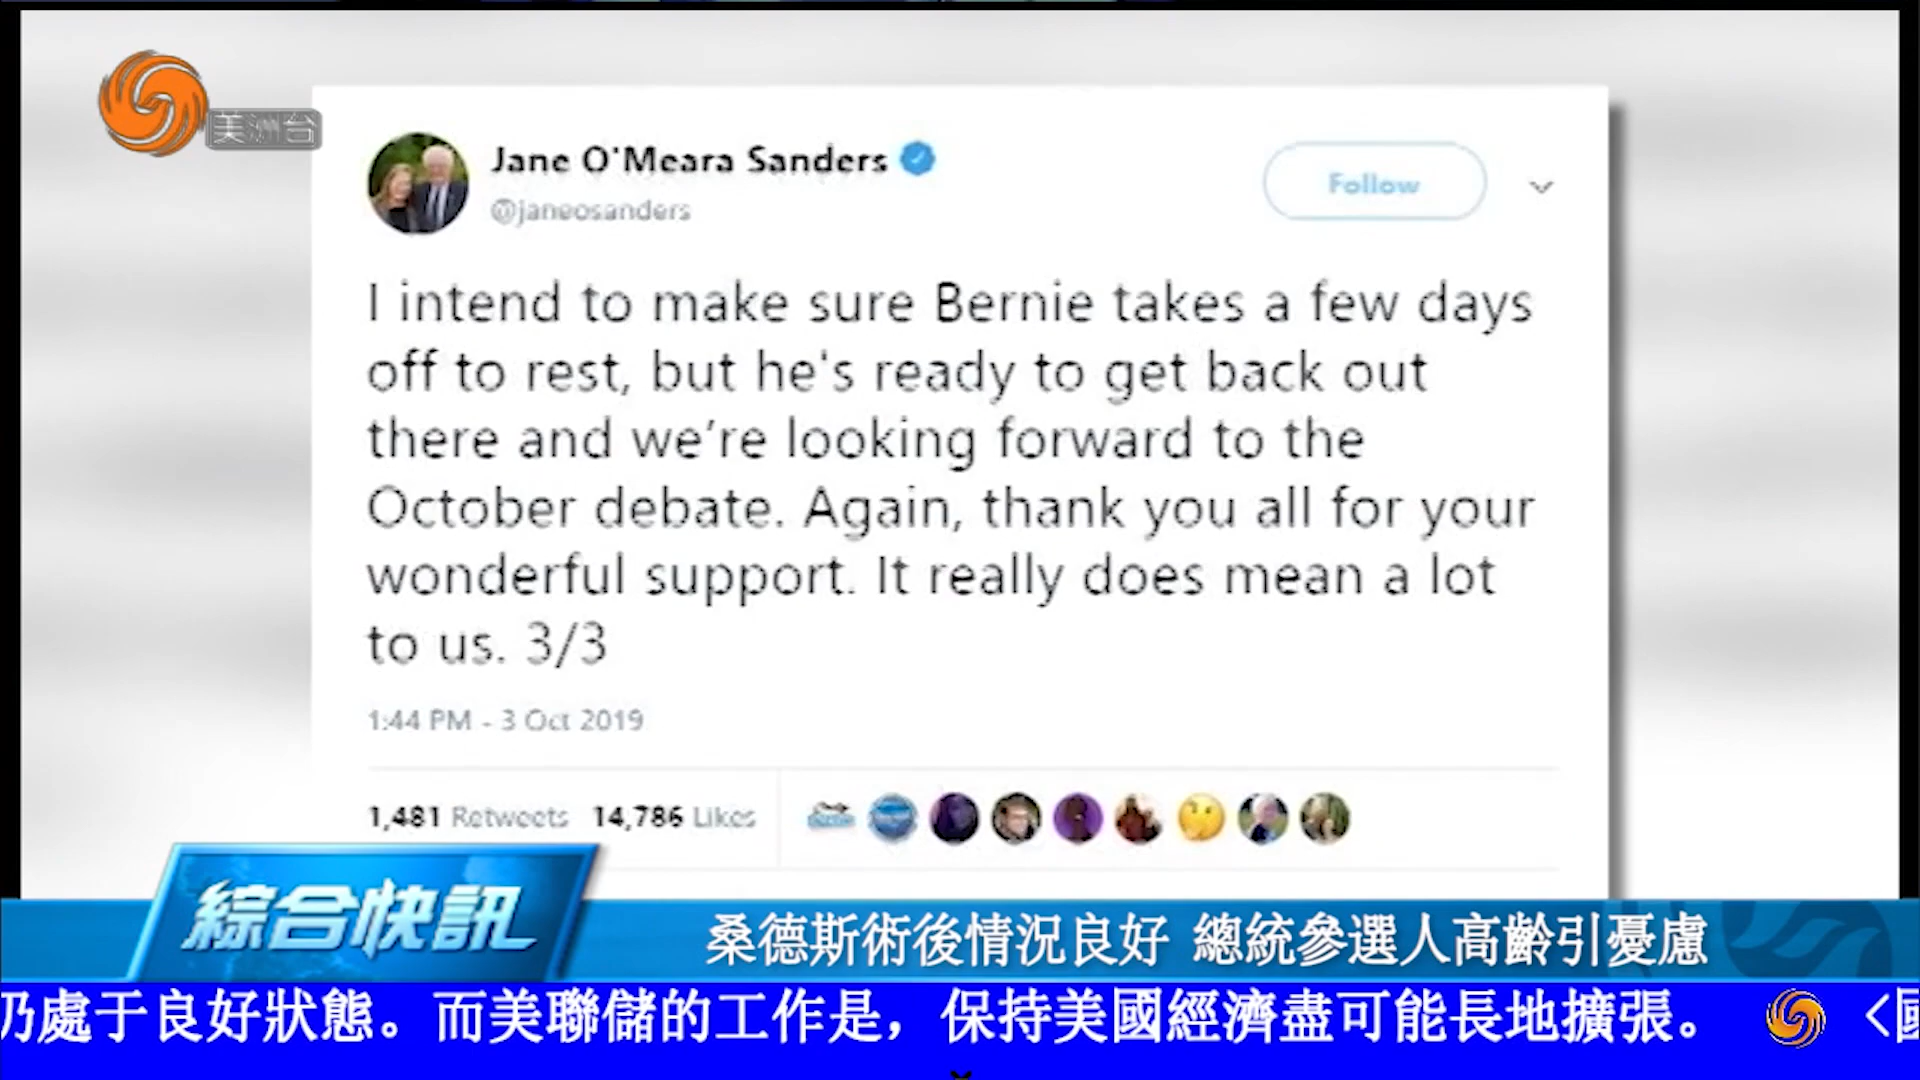 美洲台
Jane O'Meara Sanders
@janeosanders
Follow
I intend to make sure Bernie takes a few days
off to rest, but he's ready to get back out
there and we’re looking forward to the
October debate. Again, thank you all for your
wonderful support. It really does mean a lot
to us. 3/3
1:44 PM - 3 Oct 2019
1,481 Retweets 14,786 Likes
綜合快訊
桑德斯術後情況良好 總統參選人高齡引憂慮
仍處于良好狀態。而美聯儲的工作是，保持美國經濟盡可能長地擴張。